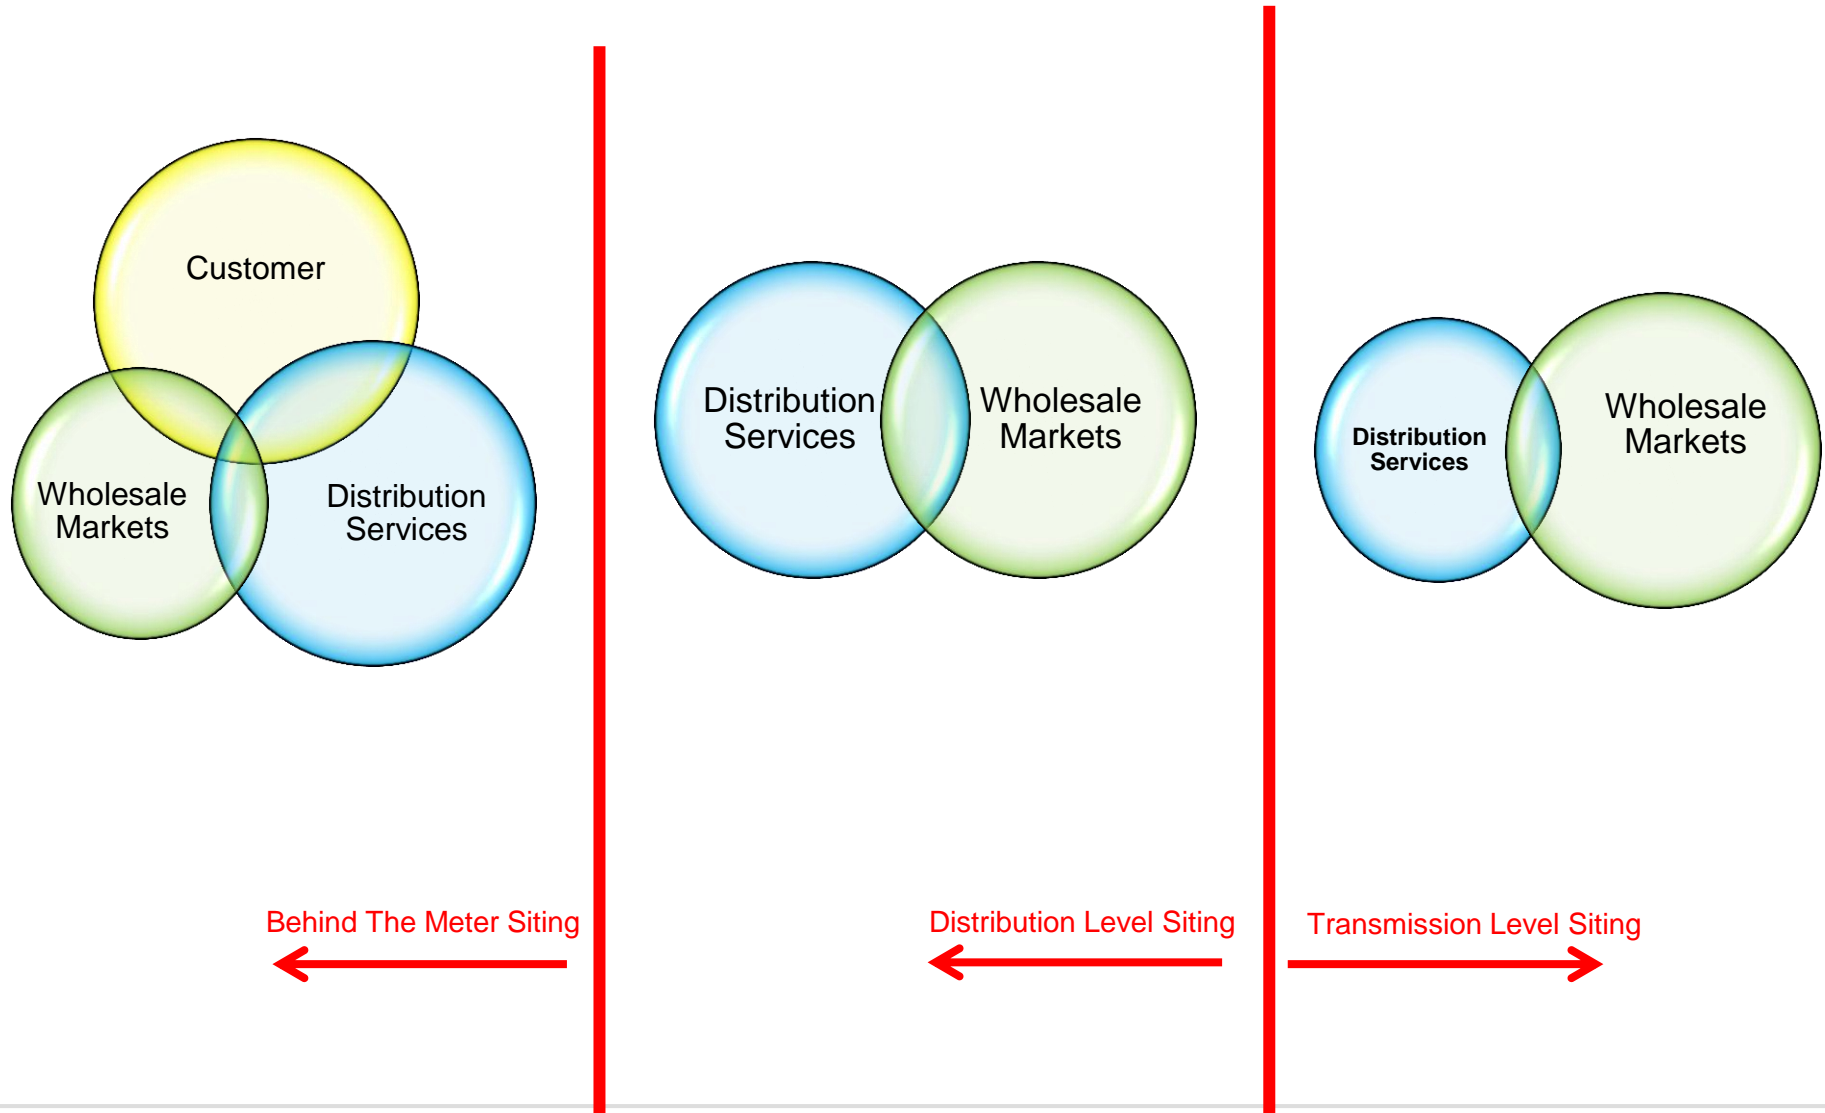 Customer
Wholesale
Markets
Distribution
Services
Behind The Meter Siting
Distribution
Services
Wholesale
Markets
Distribution Level Siting
Distribution
Services
Wholesale
Markets
Transmission Level Siting